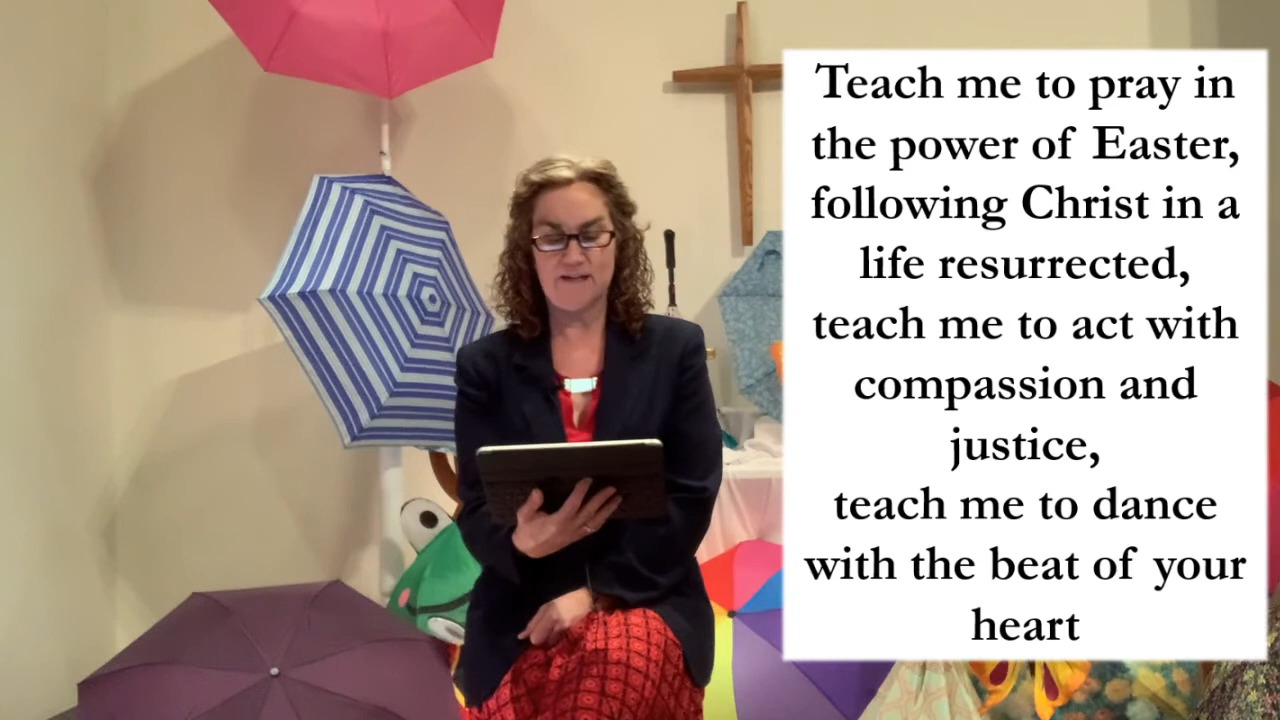 Teach me to pray in
the power of Easter,
following Christ in a
life resurrected,
teach me to act with
compassion and
justice,
teach me to dance
with the beat of your
heart